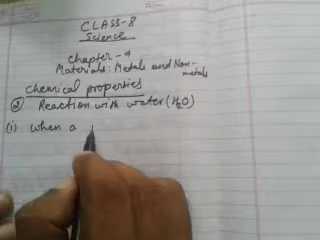 CLASS-8
Science
Chapter-4
Materials: Metals and Non-
metals
Chemical properties
② Reaction with water (H₂O)
(i) when a